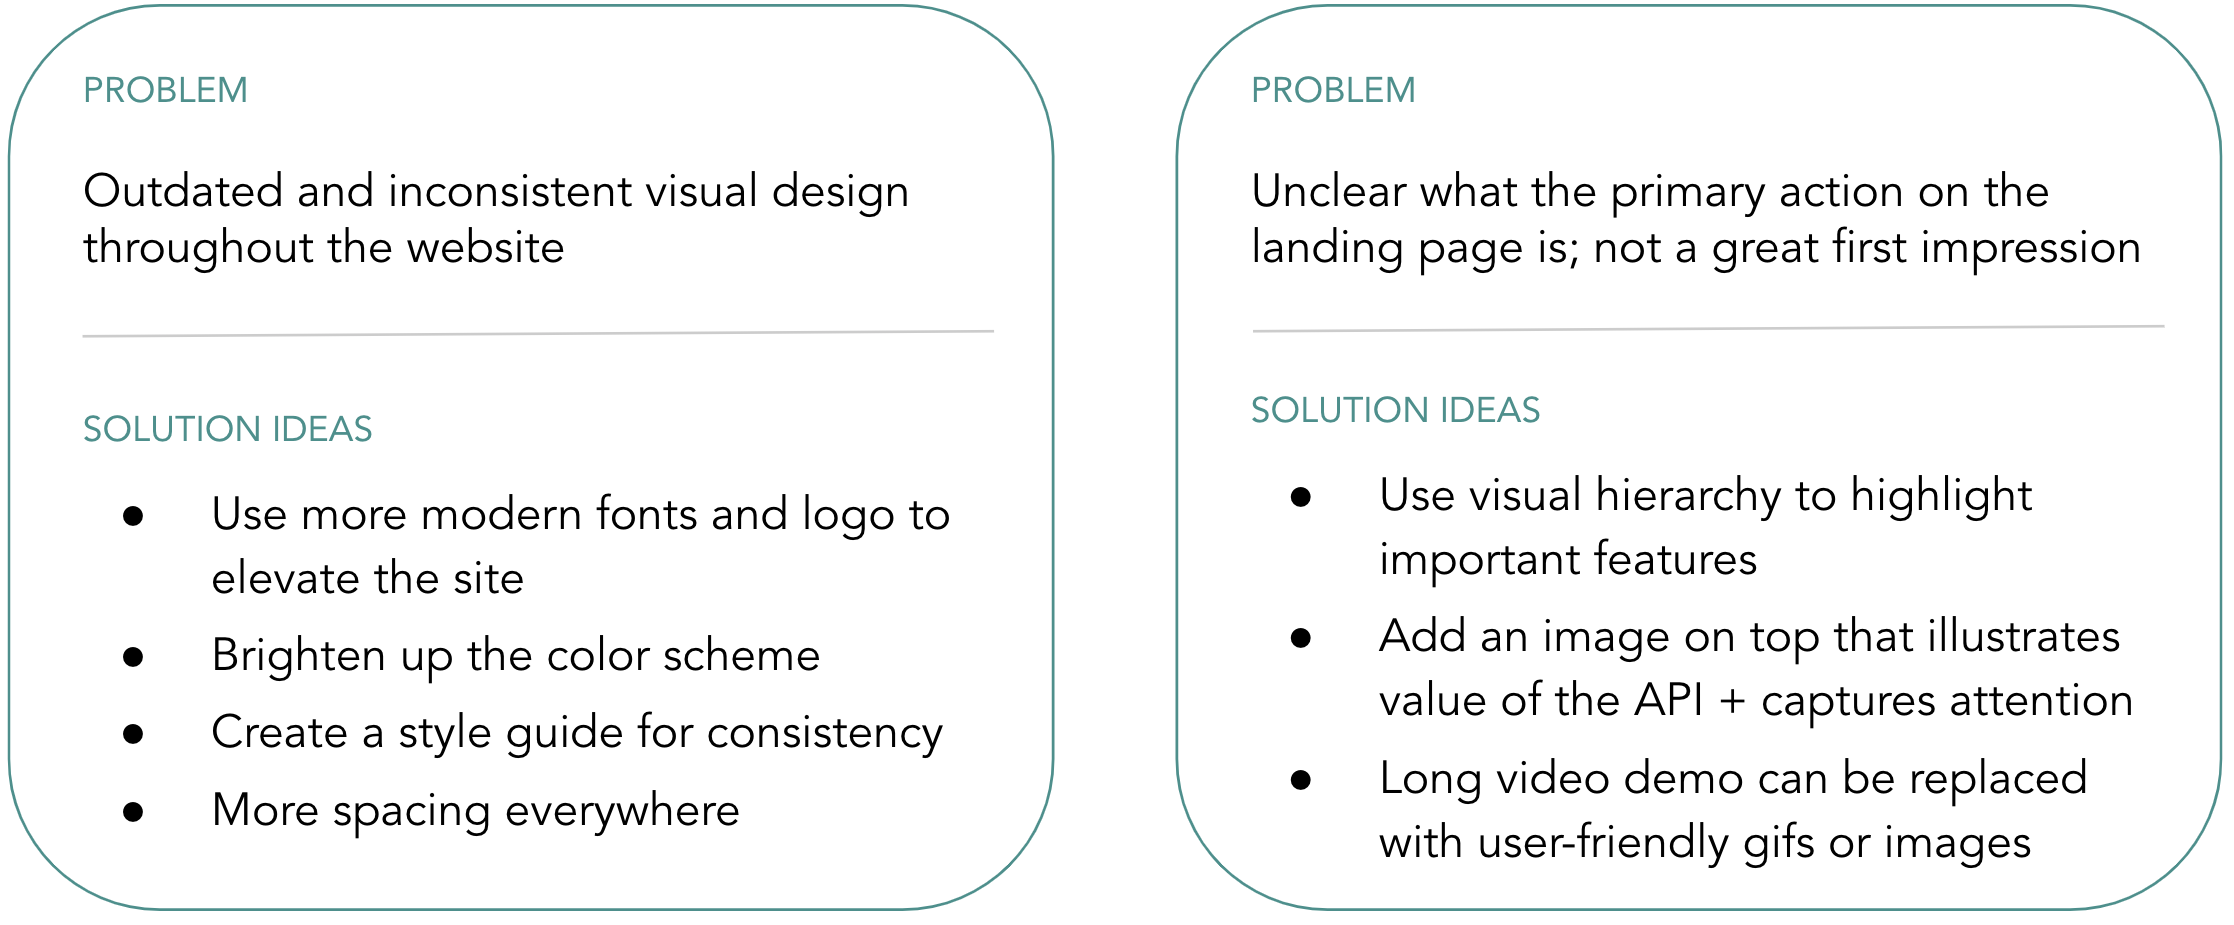 PROBLEM
Outdated and inconsistent visual design
throughout the website
SOLUTION IDEAS
● Use more modern fonts and logo to
elevate the site
● Brighten up the color scheme
● Create a style guide for consistency
● More spacing everywhere
PROBLEM
Unclear what the primary action on the
landing page is; not a great first impression
SOLUTION IDEAS
● Use visual hierarchy to highlight
important features
● Add an image on top that illustrates
value of the API + captures attention
● Long video demo can be replaced
with user-friendly gifs or images